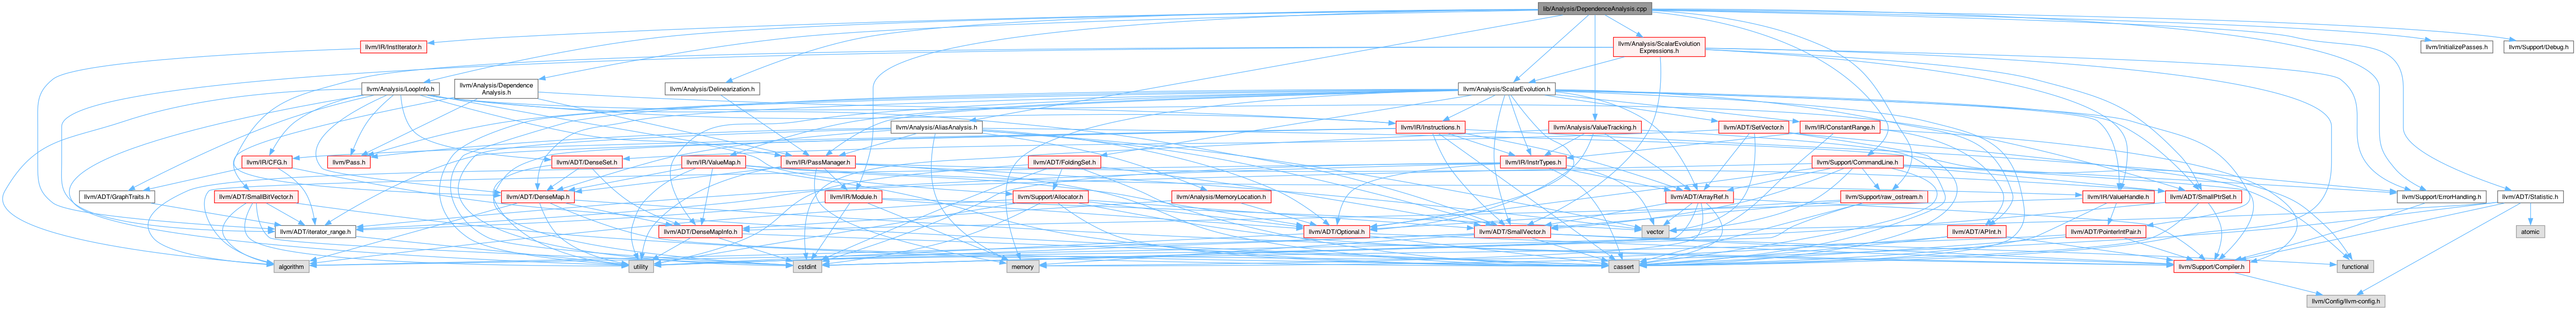 lib/Analysis/DependenceAnalysis.cpp
llvm/IR/InstIterator.h
llvm/Analysis/ScalarEvolution
Expressions.h
llvm/InitializePasses.h
llvm/Support/Debug.h
llvm/Analysis/LoopInfo.h
llvm/Analysis/Dependence
Analysis.h
llvm/Analysis/Delinearization.h
llvm/Analysis/ScalarEvolution.h
llvm/Analysis/AliasAnalysis.h
llvm/IR/Instructions.h
llvm/Analysis/ValueTracking.h
llvm/ADT/SetVector.h
llvm/IR/ConstantRange.h
llvm/IR/CFG.h
llvm/Pass.h
llvm/ADT/DenseSet.h
llvm/IR/ValueMap.h
llvm/IR/PassManager.h
llvm/ADT/FoldingSet.h
llvm/IR/InstrTypes.h
llvm/Support/CommandLine.h
llvm/ADT/GraphTraits.h
llvm/ADT/SmallBitVector.h
llvm/ADT/DenseMap.h
llvm/IR/Module.h
llvm/Support/Allocator.h
llvm/Analysis/MemoryLocation.h
llvm/ADT/ArrayRef.h
llvm/Support/raw_ostream.h
llvm/IR/ValueHandle.h
llvm/ADT/SmallPtrSet.h
llvm/Support/ErrorHandling.h
llvm/ADT/Statistic.h
llvm/ADT/iterator_range.h
llvm/ADT/DenseMapInfo.h
llvm/ADT/Optional.h
llvm/ADT/SmallVector.h
vector
llvm/ADT/APInt.h
llvm/ADT/PointerIntPair.h
atomic
algorithm
utility
cstdint
memory
cassert
llvm/Support/Compiler.h
functional
llvm/Config/llvm-config.h